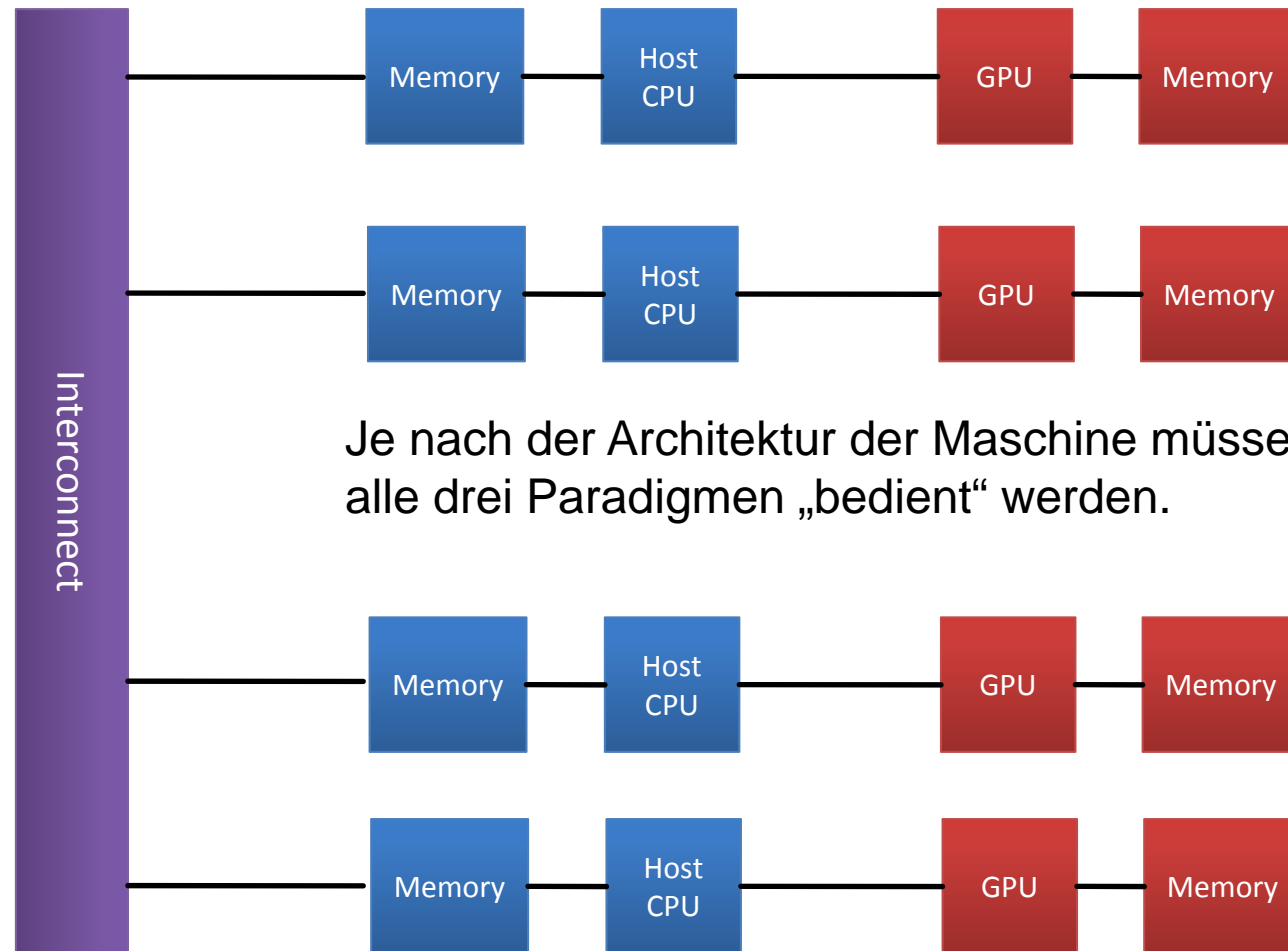 Interconnect
Memory
Host
CPU
GPU
Memory
Memory
Host
CPU
GPU
Memory
Je nach der Architektur der Maschine müsse
alle drei Paradigmen „bedient“ werden.
Memory
Host
CPU
GPU
Memory
Memory
Host
CPU
GPU
Memory